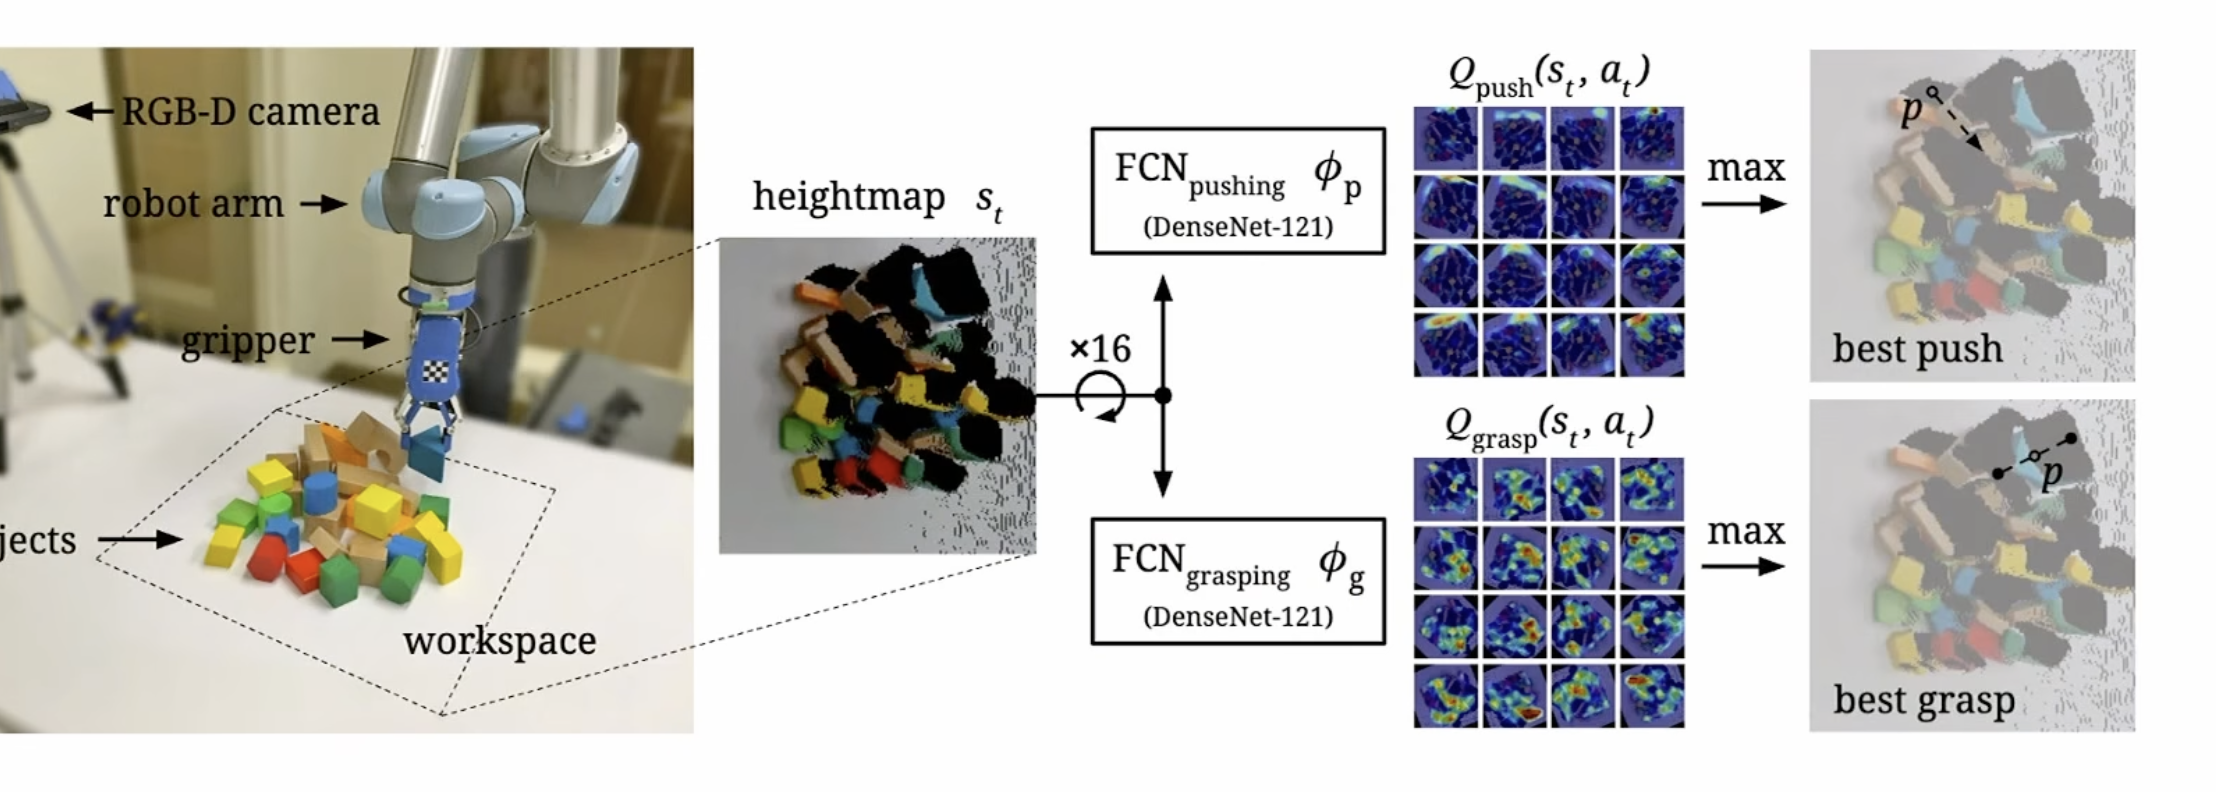 RGB-D camera
robot arm
gripper
jects
workspace
heightmap s_t
×16
FCN_pushing ϕ_p
(DenseNet-121)
FCN_grasping ϕ_g
(DenseNet-121)
Q_push(s_t, a_t)
Q_grasp(s_t, a_t)
max
max
p
best push
p
best grasp